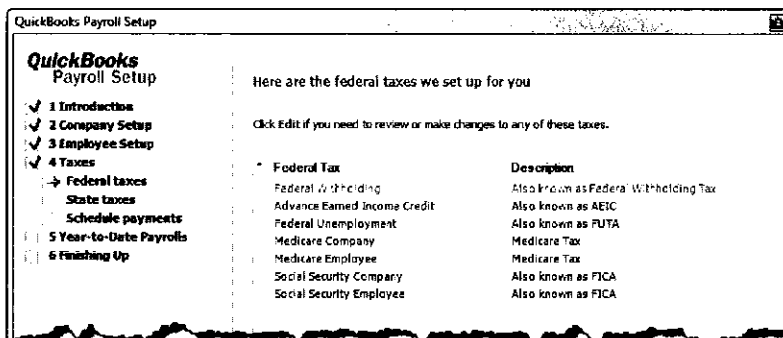 QuickBooks Payroll Setup
QuickBooks
Payroll Setup
1 Introduction
2 Company Setup
3 Employee Setup
4 Taxes
Federal taxes
State taxes
Schedule payments
5 Year-to-Date Payrolls
6 Finishing Up
Here are the federal taxes we set up for you
Click Edit if you need to review or make changes to any of these taxes.
Federal Tax Description
Federal Withholding Also known as Federal Withholding Tax
Advance Earned Income Credit Also known as AEIC
Federal Unemployment Also known as FUTA
Medicare Company Medicare Tax
Medicare Employee Medicare Tax
Social Security Company Also known as FICA
Social Security Employee Also known as FICA